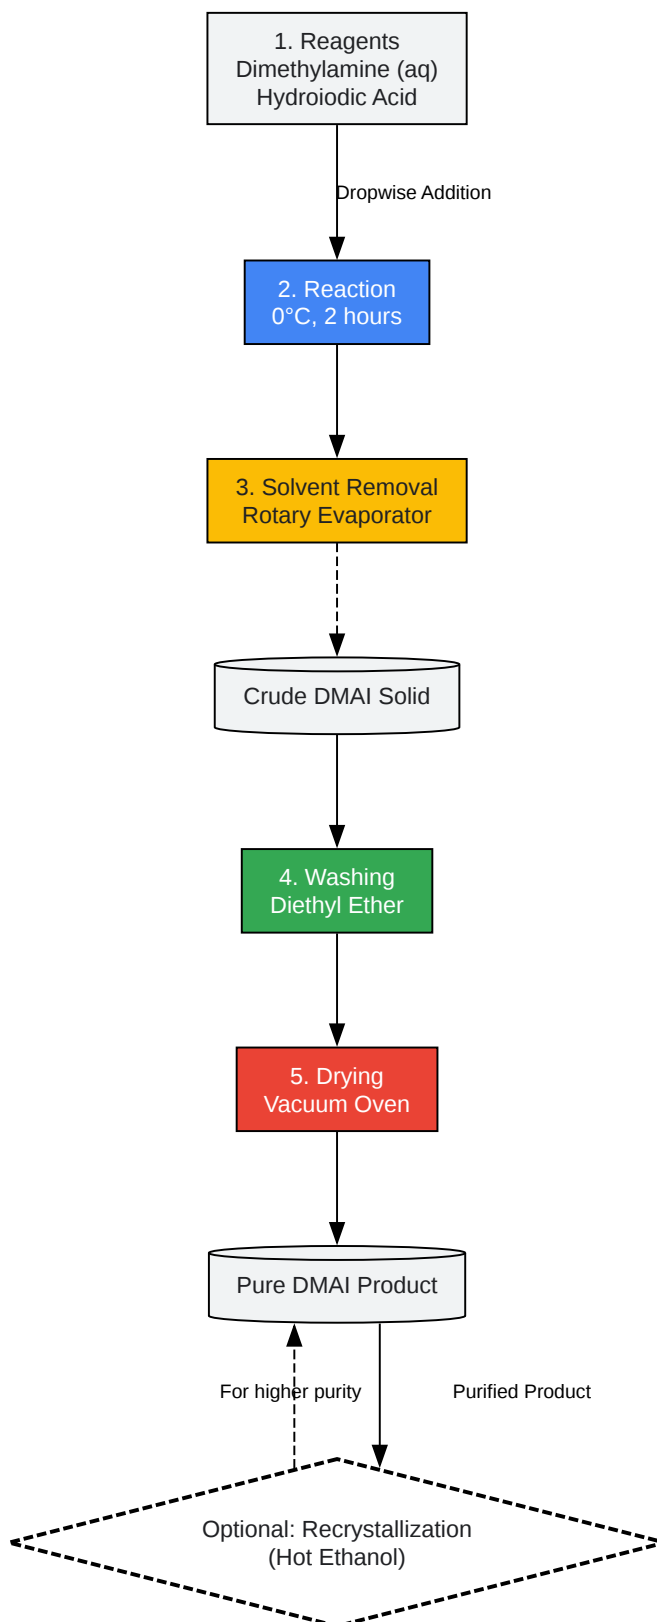 1. Reagents
Dimethylamine (aq)
Hydroiodic Acid
Dropwise Addition
2. Reaction
0°C, 2 hours
3. Solvent Removal
Rotary Evaporator
Crude DMAI Solid
4. Washing
Diethyl Ether
5. Drying
Vacuum Oven
Pure DMAI Product
For higher purity
Purified Product
Optional: Recrystallization
(Hot Ethanol)